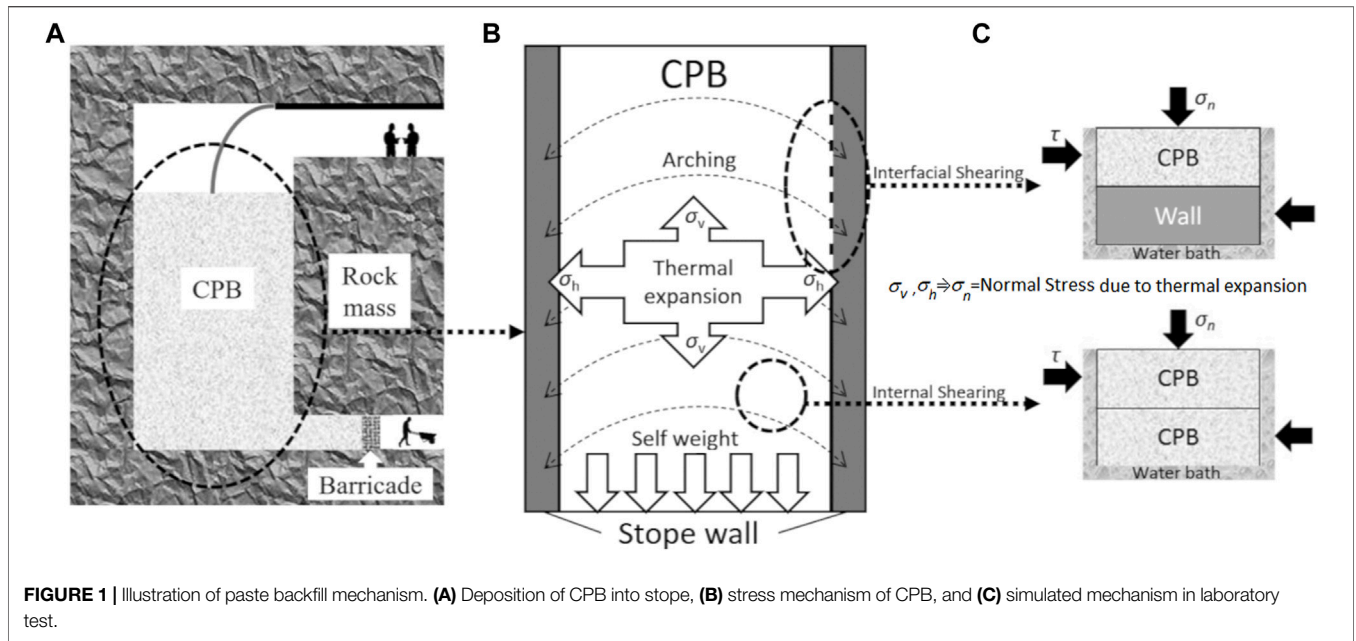 A
CPB
Rock
mass
Barricade
B
CPB
Arching
σv
σh
Thermal
expansion
σh
σv
Self weight
Stope wall
Interfacial Shearing
Internal Shearing
C
σn
τ
CPB
Wall
Water bath
σv , σh⇒σn=Normal Stress due to thermal expansion
σn
τ
CPB
CPB
Water bath
FIGURE 1 | Illustration of paste backfill mechanism. (A) Deposition of CPB into stope, (B) stress mechanism of CPB, and (C) simulated mechanism in laboratory
test.